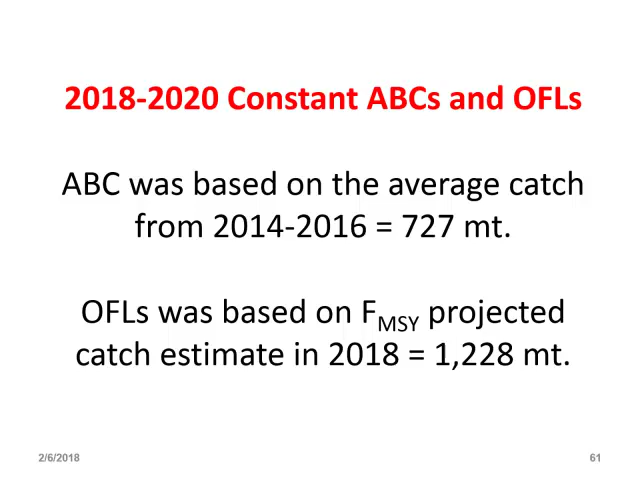 2018-2020 Constant ABCs and OFLs
ABC was based on the average catch
from 2014-2016 = 727 mt.
OFLs was based on FMSY projected
catch estimate in 2018 = 1,228 mt.
2/6/2018
61